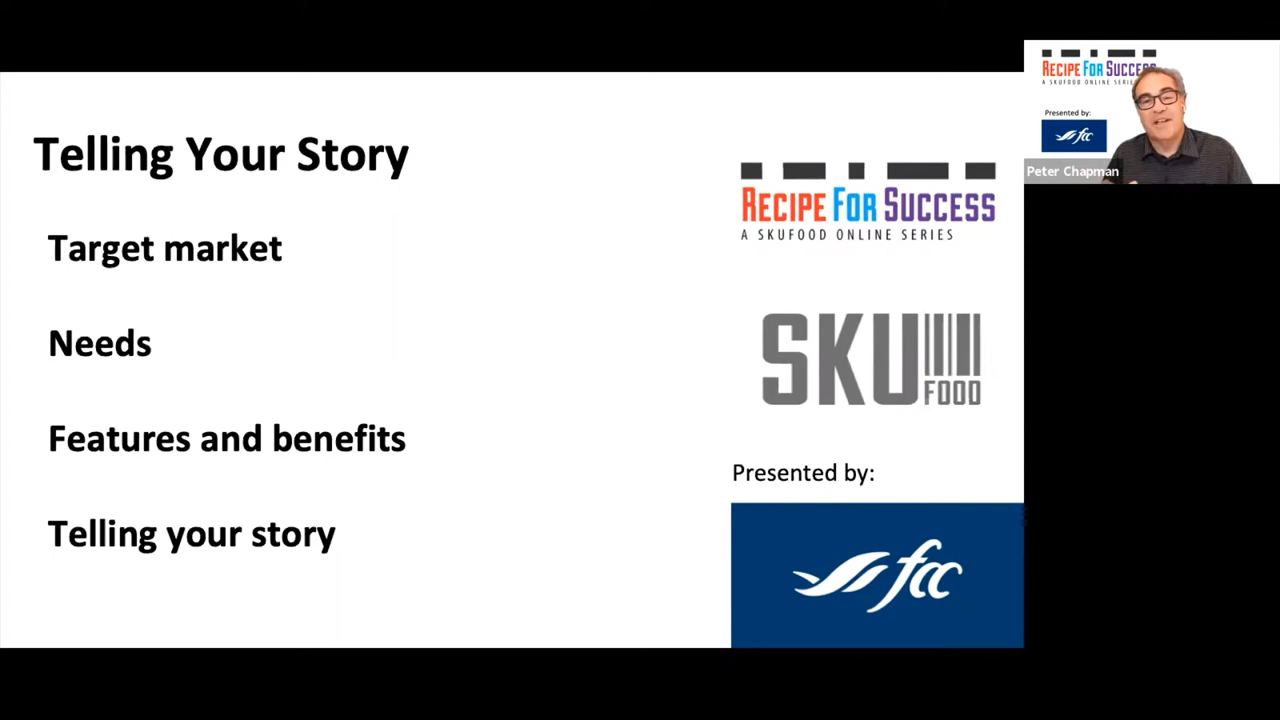 Telling Your Story
Target market
Needs
Features and benefits
Telling your story
RECIPE FOR SUCCESS
A SKUFOOD ONLINE SERIES
SKU
FOOD
Presented by:
fcc
RECIPE FOR SUCCESS
A SKUFOOD ONLINE SERIE
Presented by:
fcc
Peter Chapman